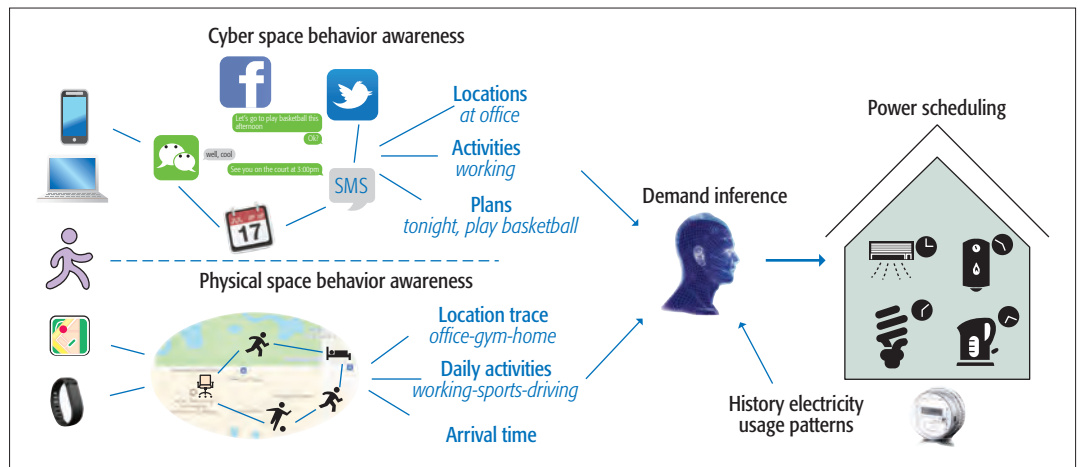 Cyber space behavior awareness
f
Let's go to play basketball this
afternoon
Ok!
well, cool
See you on the court at 3:00pm
SMS
17
Locations
at office
Activities
working
Plans
tonight, play basketball
Physical space behavior awareness
Location trace
office-gym-home
Daily activities
working-sports-driving
Arrival time
Demand inference
History electricity
usage patterns
Power scheduling